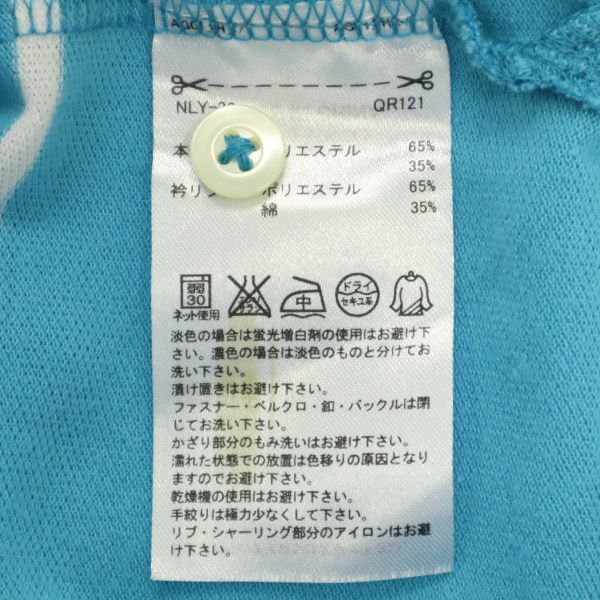 NLY-
QR121
本 リエステル 65%
35%
衿リブ ポリエステル 65%
綿 35%
弱
30
ネット使用
エンソ
サラシ
中
ドライ
セキユ系
淡色の場合は蛍光増白剤の使用はお避け下
さい。濃色の場合は淡色のものと分けてお
洗い下さい。
漬け置きはお避け下さい。
ファスナー・ベルクロ・釦・バックルは閉
じてお洗い下さい。
かざり部分のもみ洗いはお避け下さい。
濡れた状態での放置は色移りの原因となり
ますのでお避け下さい。
乾燥機の使用はお避け下さい。
手絞りは極力少なくして下さい。
リブ・シャーリング部分のアイロンはお避
け下さい。